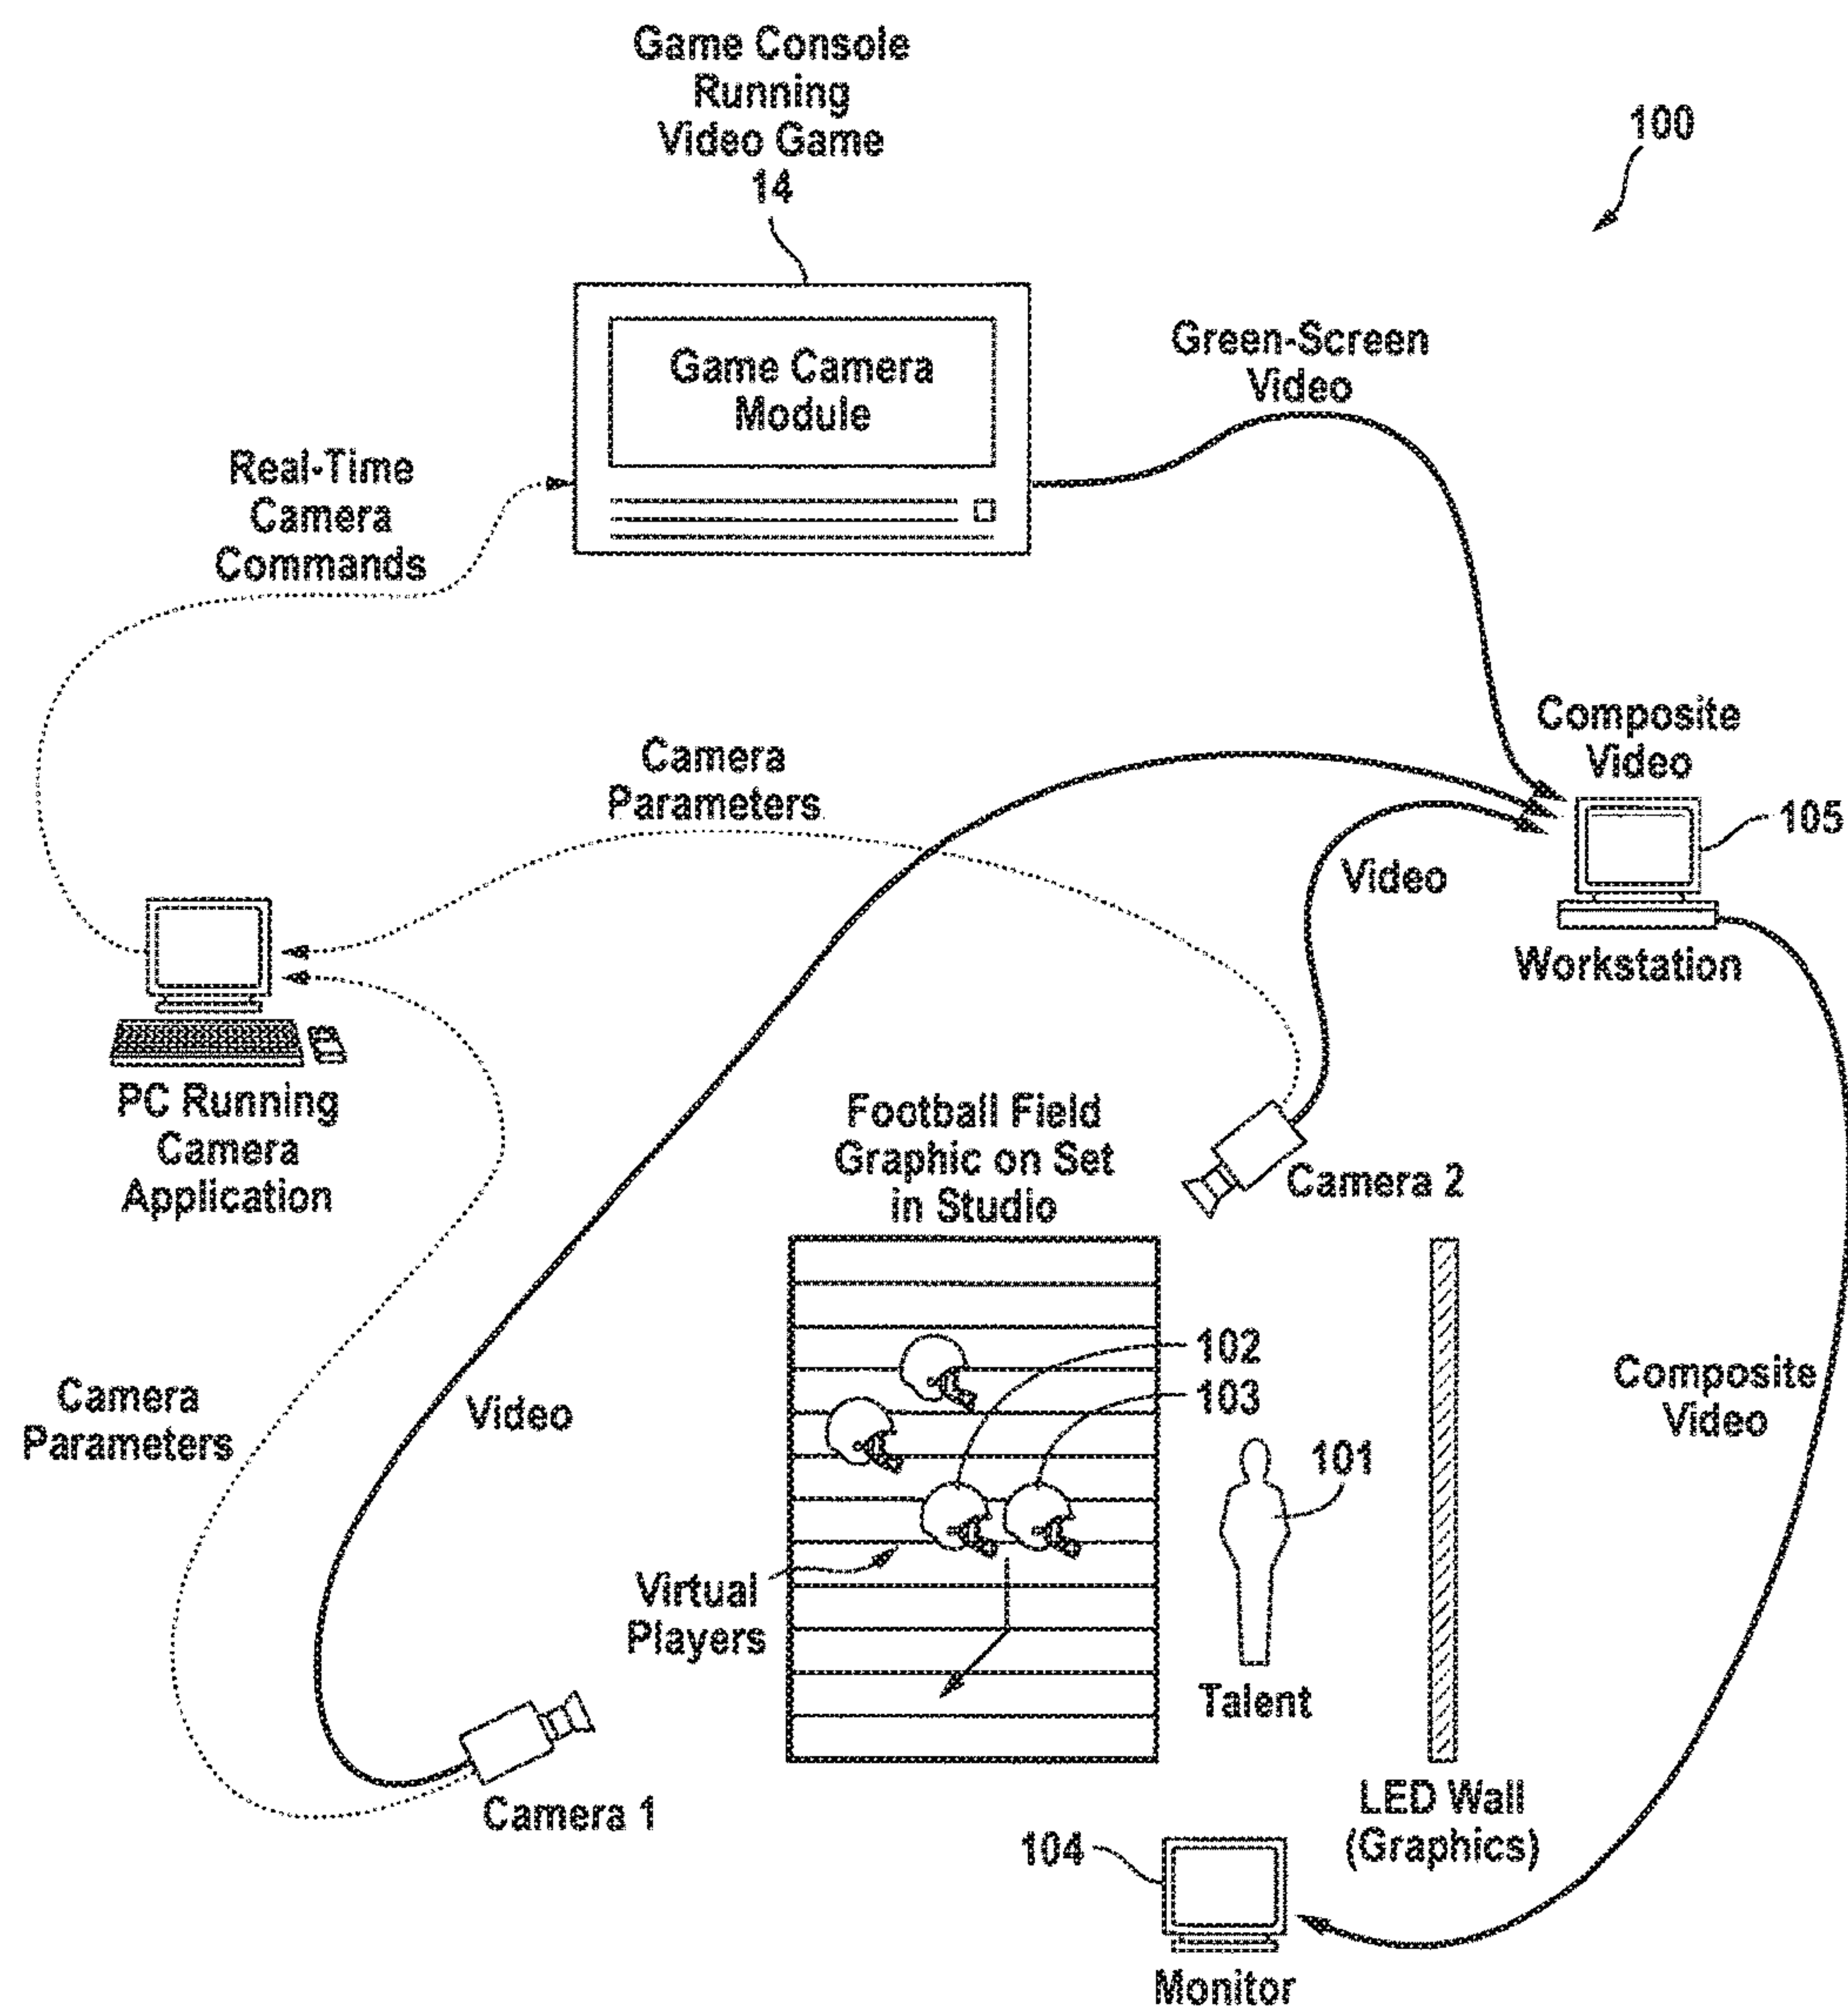 Game Console
Running
Video Game
14
100
Game Camera
Module
Green-Screen
Video
Real-Time
Camera
Commands
Camera
Parameters
Composite
Video
105
Video
Workstation
PC Running
Camera
Application
Football Field
Graphic on Set
in Studio
Camera 2
102
103
Camera
Parameters
Video
101
Composite
Video
Virtual
Players
Talent
Camera 1
LED Wall
(Graphics)
104
Monitor